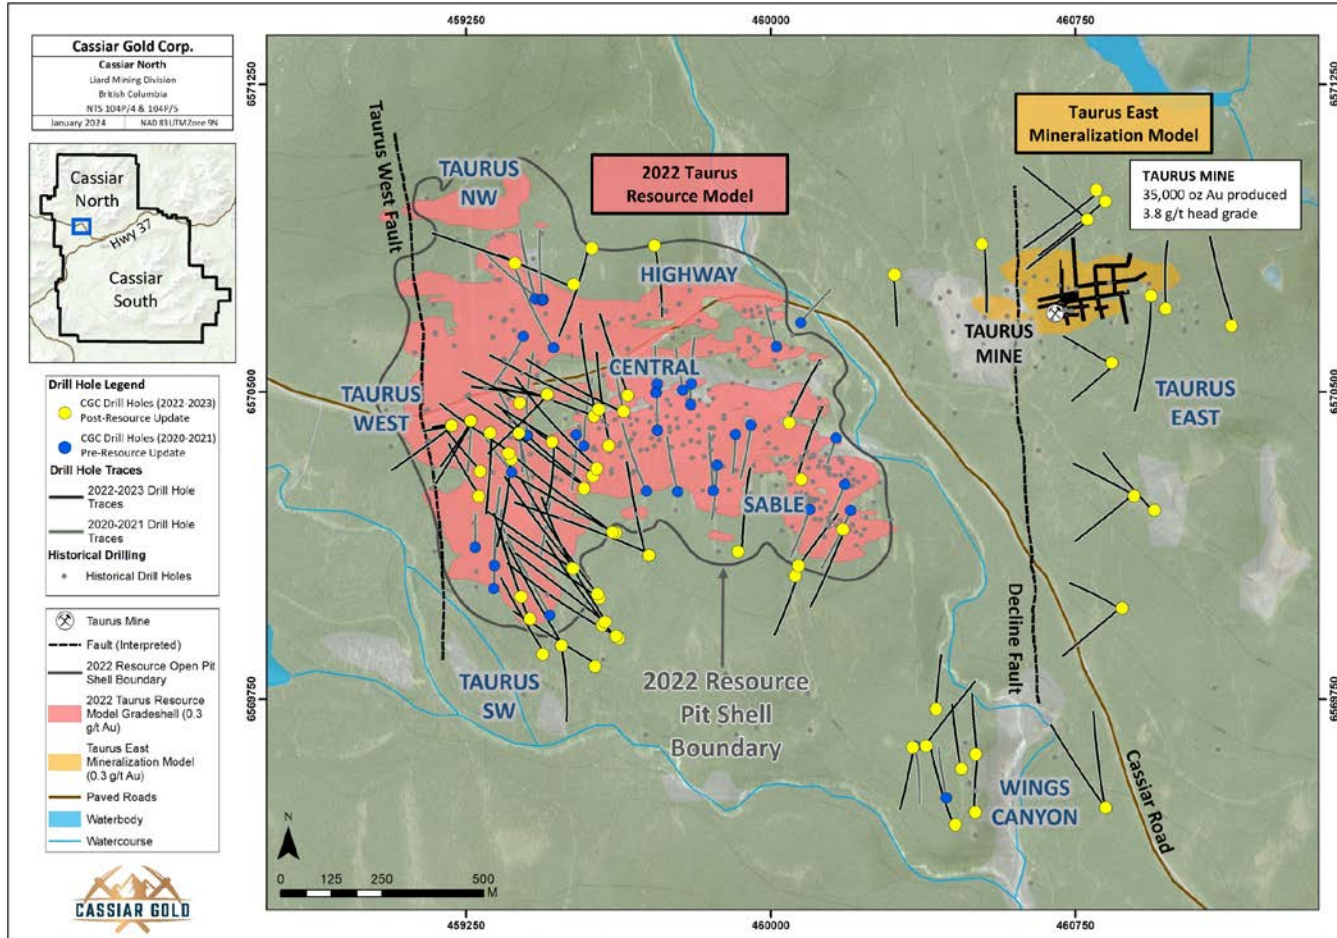 Cassiar Gold Corp.
Cassiar North
Liard Mining Division
British Columbia
NTS 104P/4 & 104P/5
January 2024
NAD 83 UTM Zone 9N
Cassiar
North
Hwy 37
Cassiar
South
Drill Hole Legend
CGC Drill Holes (2022-2023)
Post-Resource Update
CGC Drill Holes (2020-2021)
Pre-Resource Update
Drill Hole Traces
2022-2023 Drill Hole
Traces
2020-2021 Drill Hole
Traces
Historical Drilling
Historical Drill Holes
Taurus Mine
Fault (Interpreted)
2022 Resource Open Pit
Shell Boundary
2022 Taurus Resource
Model Gradeshell (0.3
g/t Au)
Taurus East
Mineralization Model
(0.3 g/t Au)
Paved Roads
Waterbody
Watercourse
CASSIAR GOLD
459250
460000
460750
6571250
6570500
6569750
6571250
6570500
6569750
459250
460000
460750
Taurus West Fault
TAURUS
NW
2022 Taurus
Resource Model
Taurus East
Mineralization Model
TAURUS MINE
35,000 oz Au produced
3.8 g/t head grade
HIGHWAY
TAURUS
MINE
CENTRAL
TAURUS
WEST
TAURUS
EAST
SABLE
Decline Fault
TAURUS
SW
2022 Resource
Pit Shell
Boundary
WINGS
CANYON
Cassiar Road
N
0
125
250
500
M